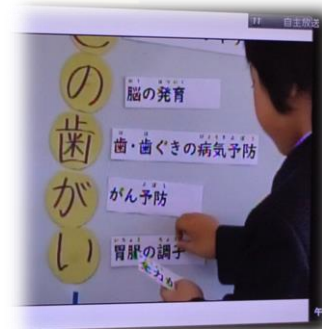 自主放送
の
歯
が
い
脳の発育
歯・歯ぐきの病気予防
がん予防
胃腸の調子
午